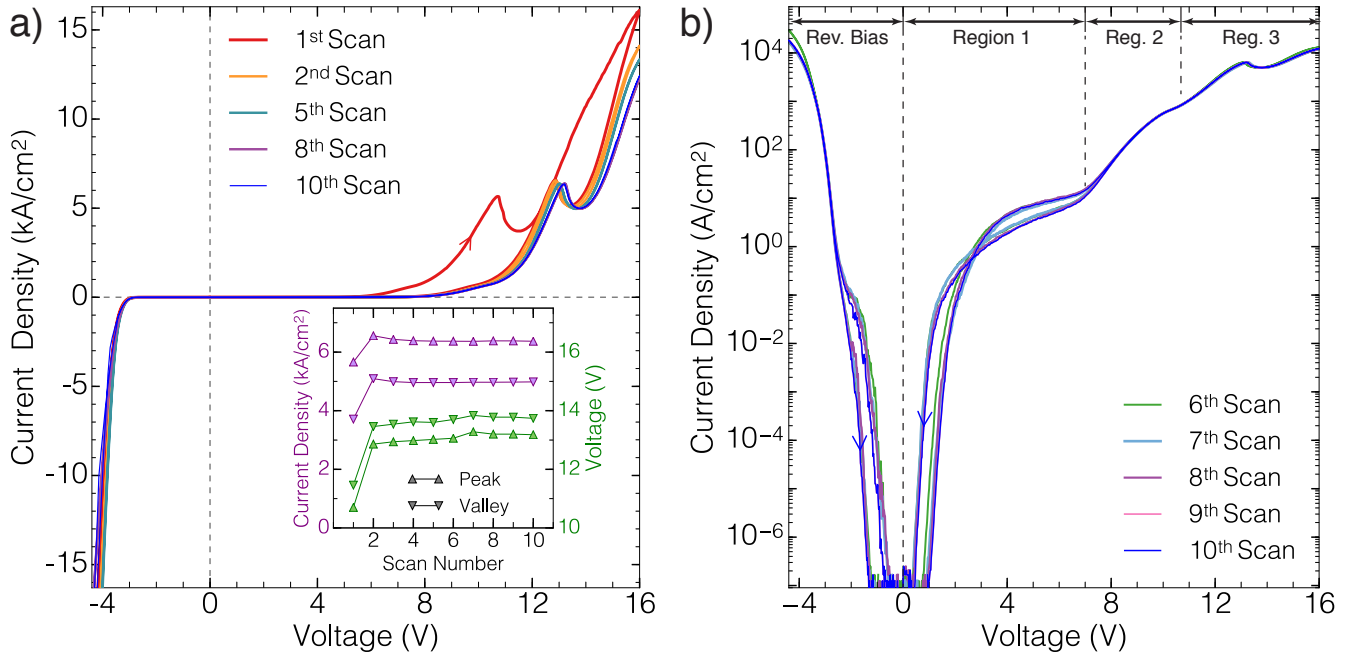 a)
Current Density (kA/cm²)
15
10
5
0
-5
-10
-15
1st Scan
2nd Scan
5th Scan
8th Scan
10th Scan
-4
0
4
8
12
16
Voltage (V)
Current Density (kA/cm²)
6
4
2
0
16
14
12
10
Voltage (V)
Peak
Valley
2
4
6
8
10
Scan Number
b)
Rev. Bias
Region 1
Reg. 2
Reg. 3
Current Density (A/cm²)
10⁴
10²
10⁰
10⁻²
10⁻⁴
10⁻⁶
6th Scan
7th Scan
8th Scan
9th Scan
10th Scan
-4
0
4
8
12
16
Voltage (V)